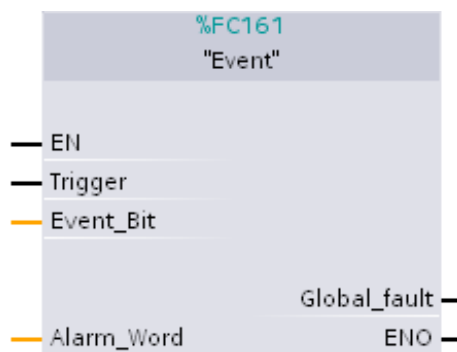 %FC161
"Event"
EN
Trigger
Event_Bit
Global_fault
Alarm_Word ENO